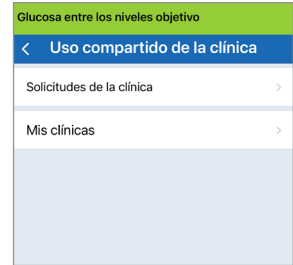 Glucosa entre los niveles objetivo
Uso compartido de la clínica
Solicitudes de la clínica
Mis clínicas